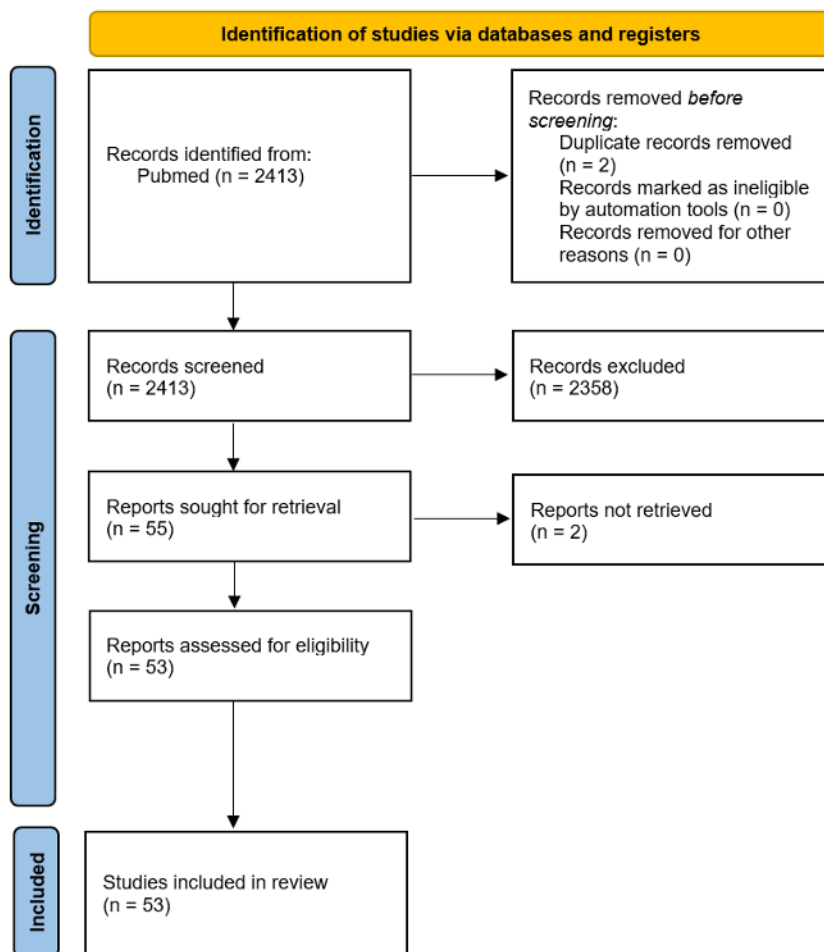 Identification of studies via databases and registers
Identification
Records identified from:
Pubmed (n = 2413)
Records removed before
screening:
Duplicate records removed
(n = 2)
Records marked as ineligible
by automation tools (n = 0)
Records removed for other
reasons (n = 0)
Screening
Records screened
(n = 2413)
Records excluded
(n = 2358)
Reports sought for retrieval
(n = 55)
Reports not retrieved
(n = 2)
Reports assessed for eligibility
(n = 53)
Included
Studies included in review
(n = 53)